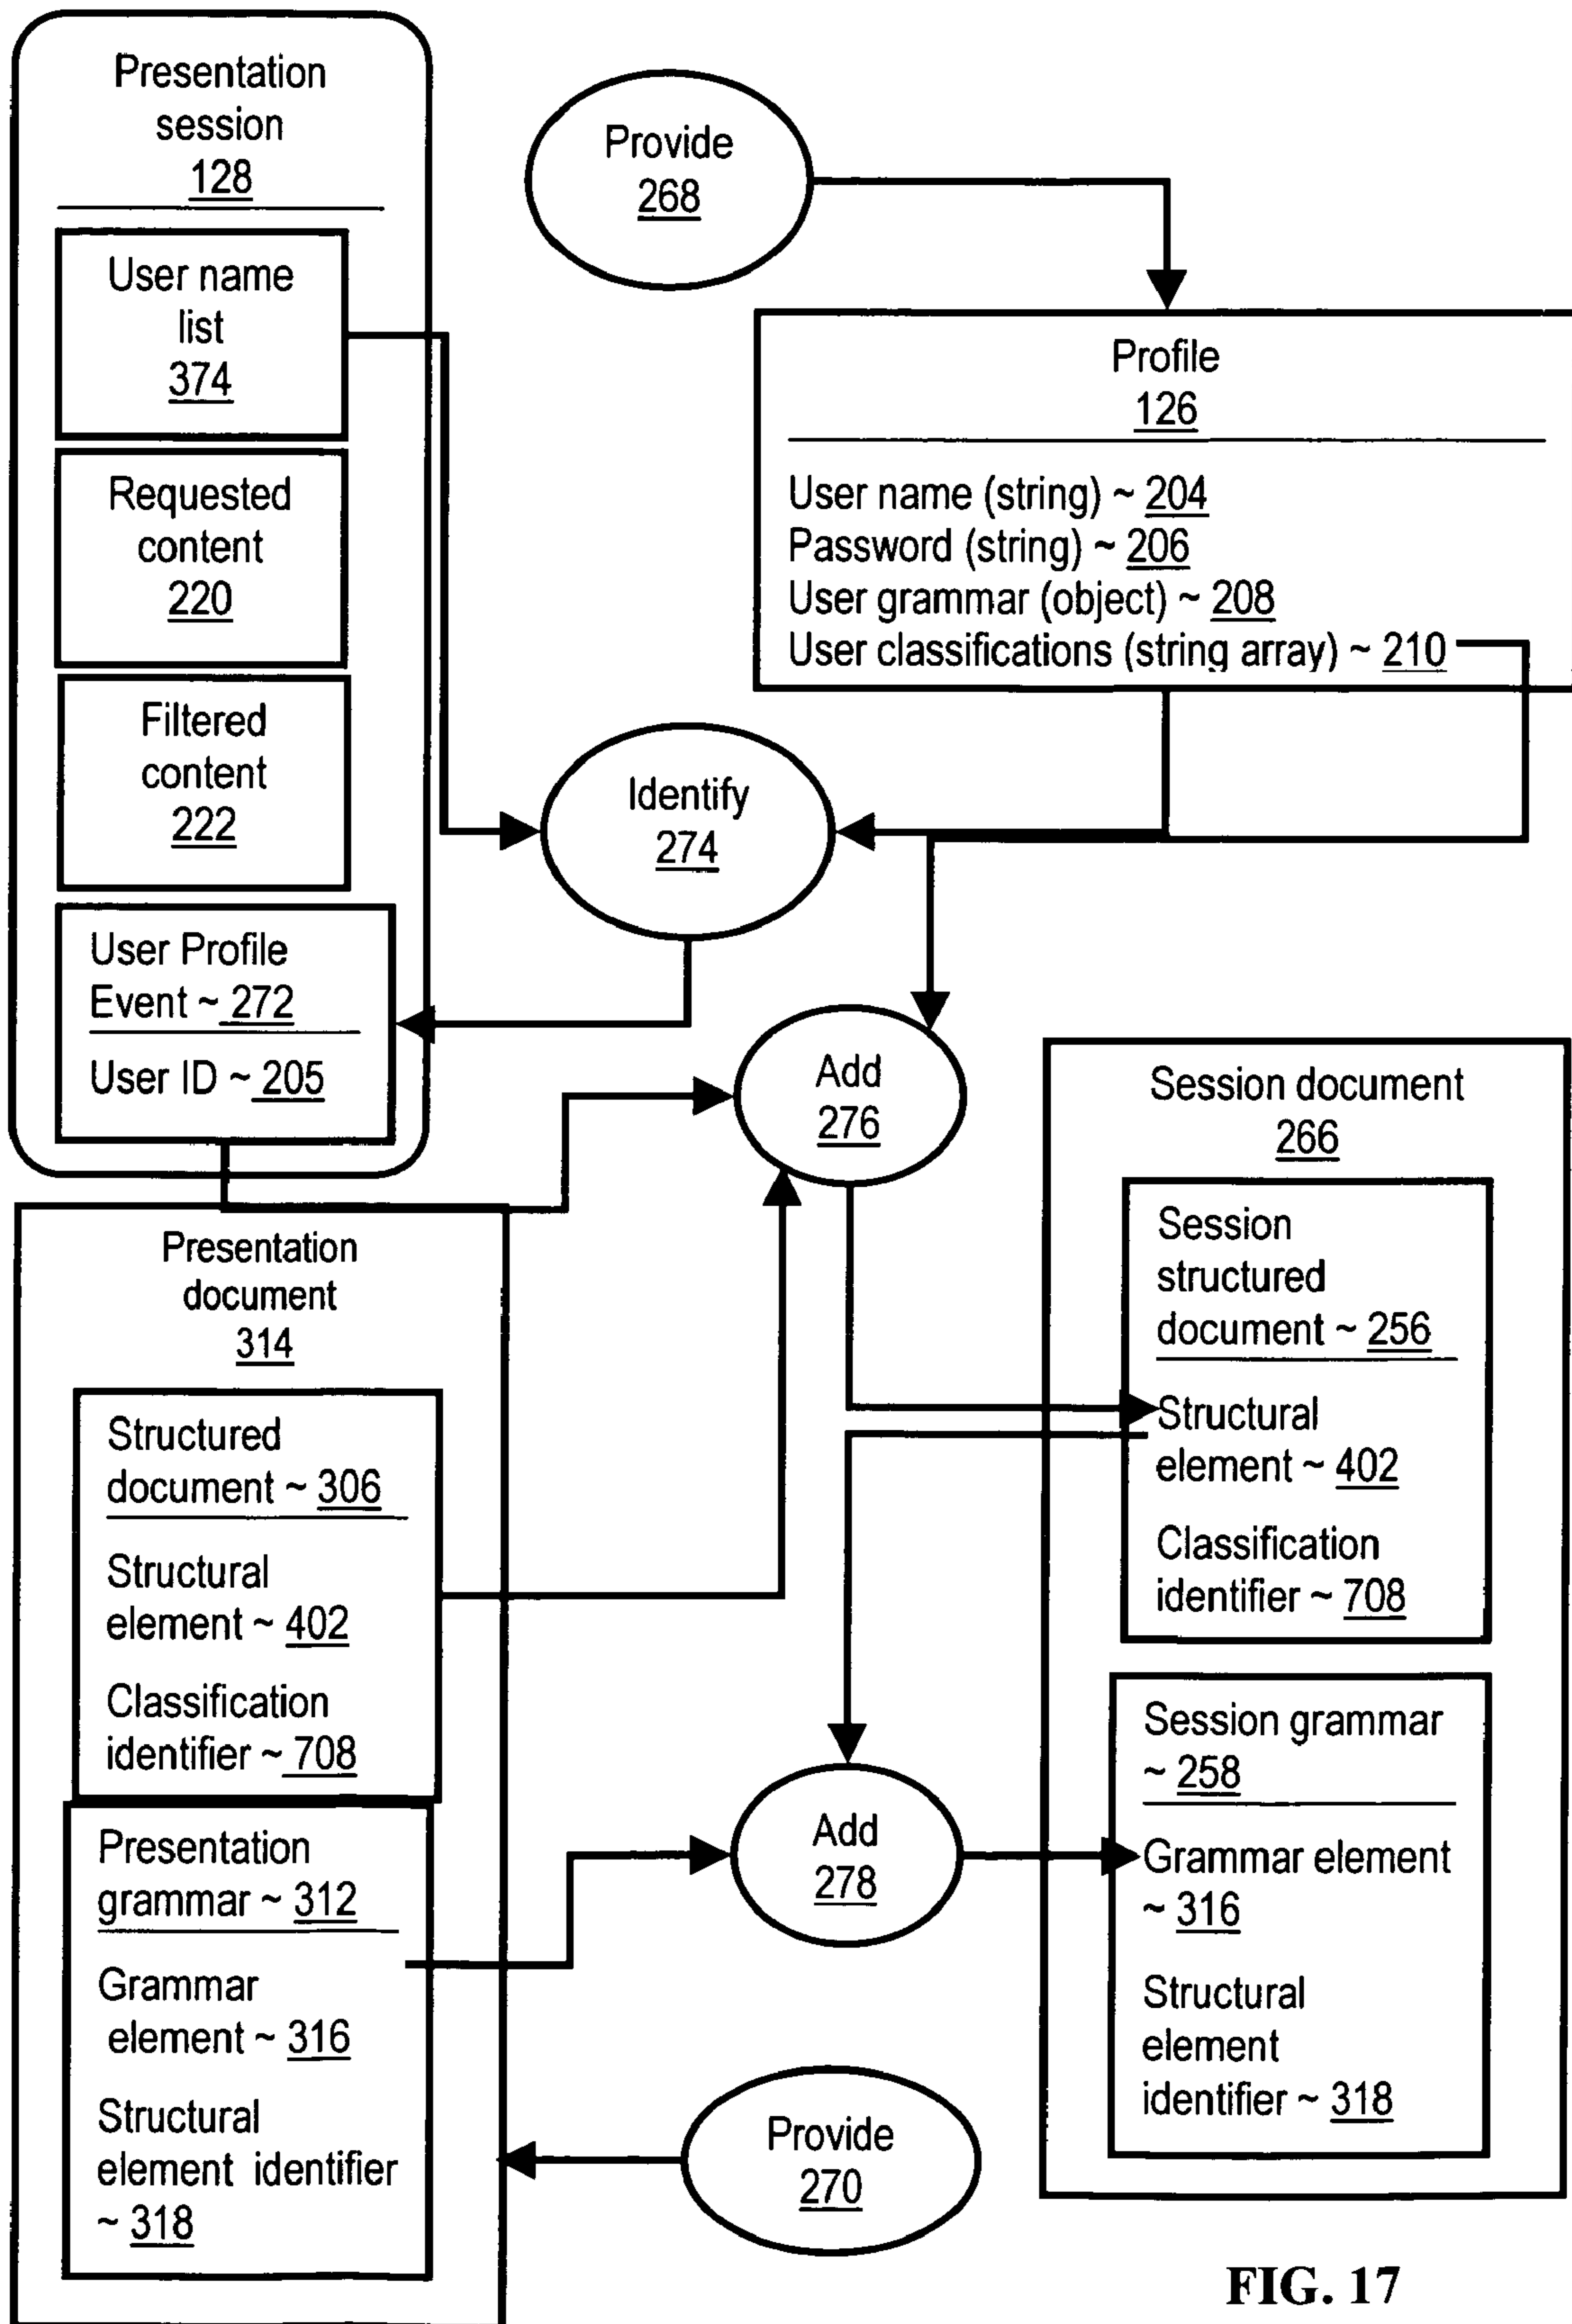 Presentation
session
128
User name
list
374
Requested
content
220
Filtered
content
222
User Profile
Event ~ 272
User ID ~ 205
Provide
268
Profile
126
User name (string) ~ 204
Password (string) ~ 206
User grammar (object) ~ 208
User classifications (string array) ~ 210
Identify
274
Add
276
Presentation
document
314
Structured
document ~ 306
Structural
element ~ 402
Classification
identifier ~ 708
Presentation
grammar ~ 312
Grammar
element ~ 316
Structural
element identifier
~ 318
Add
278
Provide
270
Session document
266
Session
structured
document ~ 256
Structural
element ~ 402
Classification
identifier ~ 708
Session grammar
~ 258
Grammar element
~ 316
Structural
element
identifier ~ 318
FIG. 17